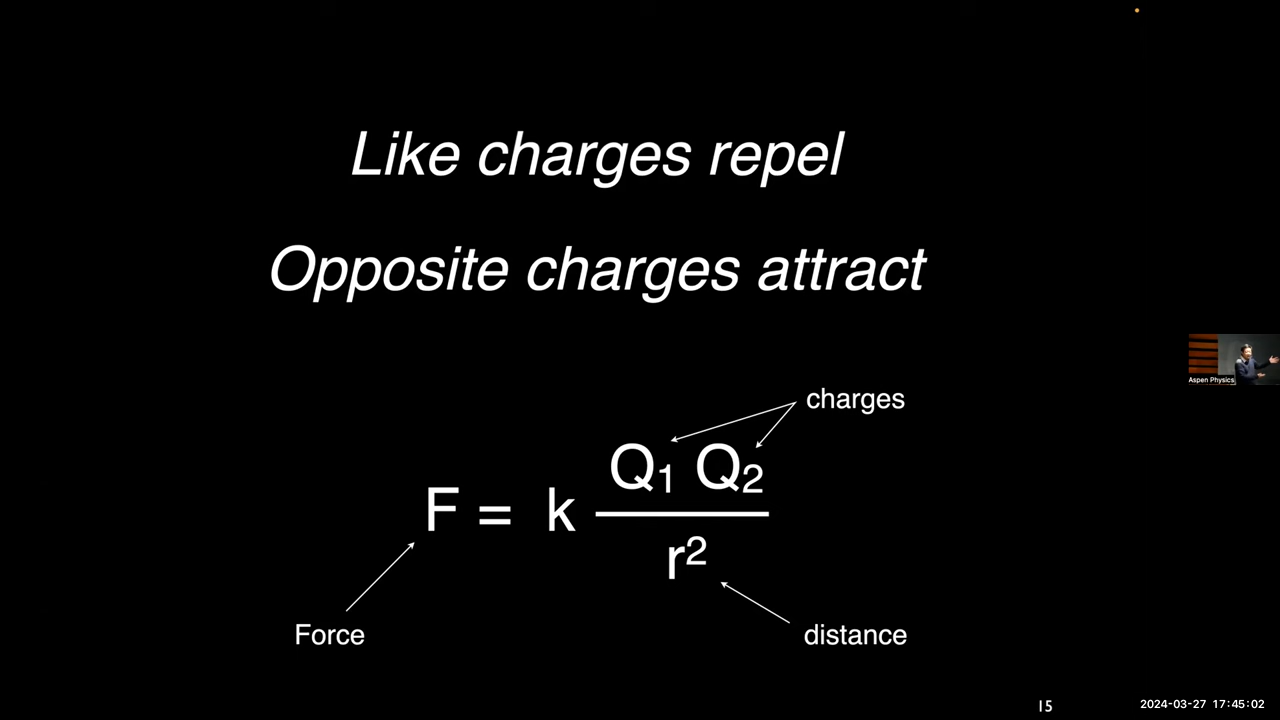 Like charges repel
Opposite charges attract
charges
F = k Q1 Q2
r2
Force
distance
Aspen Physics
15
2024-03-27 17:45:02